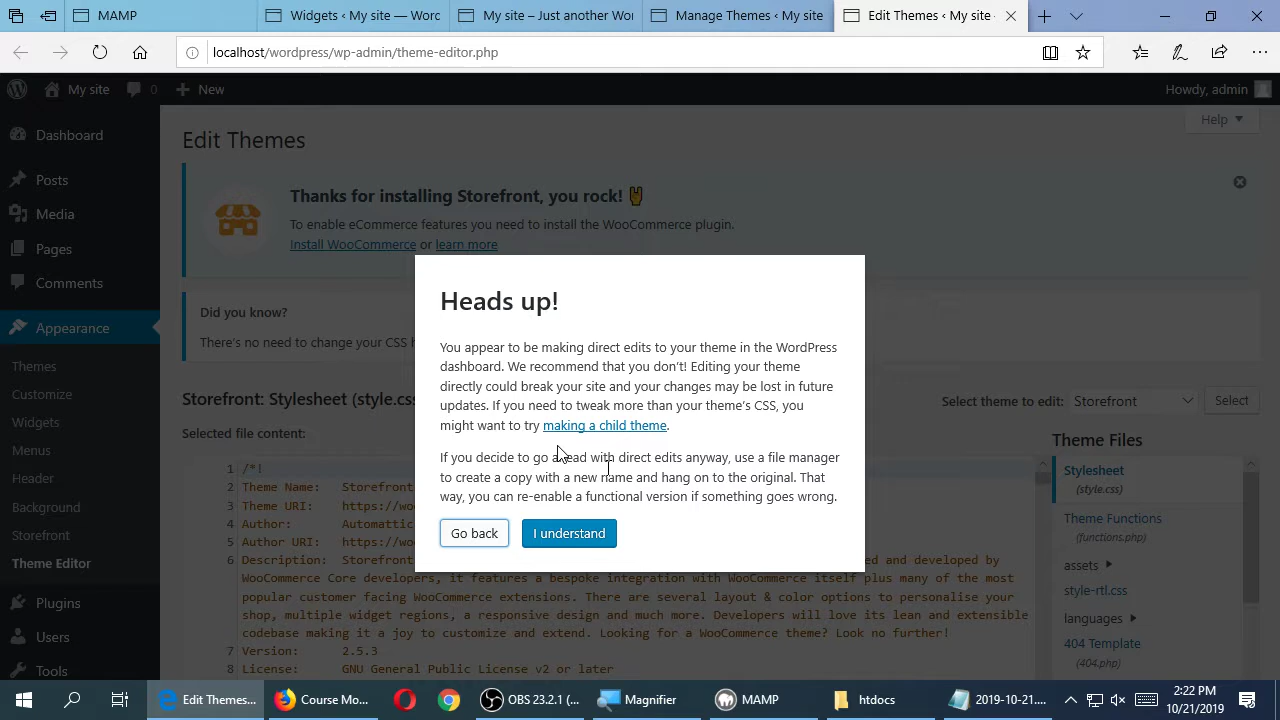 MAMP
Widgets ‹ My site — Worc
My site – Just another Wor
Manage Themes ‹ My site
Edit Themes ‹ My site
localhost/wordpress/wp-admin/theme-editor.php
My site
0
New
Howdy, admin
Dashboard
Posts
Media
Pages
Comments
Appearance
Themes
Customize
Widgets
Menus
Header
Background
Storefront
Theme Editor
Plugins
Users
Tools
Help
Edit Themes
Thanks for installing Storefront, you rock! 🤘
To enable eCommerce features you need to install the WooCommerce plugin.
Install WooCommerce or learn more
Did you know?
There's no need to change your CSS h
Storefront: Stylesheet (style.css
Select theme to edit: Storefront Select
Selected file content:
Heads up!
You appear to be making direct edits to your theme in the WordPress
dashboard. We recommend that you don't! Editing your theme
directly could break your site and your changes may be lost in future
updates. If you need to tweak more than your theme's CSS, you
might want to try making a child theme.
If you decide to go ahead with direct edits anyway, use a file manager
to create a copy with a new name and hang on to the original. That
way, you can re-enable a functional version if something goes wrong.
Go back
I understand
1 /*!
2 Theme Name: Storefront
3 Theme URI: https://wo
4 Author: Automattic
5 Author URI: https://wo
6 Description: Storefront ed and developed by
WooCommerce Core developers, it features a bespoke integration with WooCommerce itself plus many of the most
popular customer facing WooCommerce extensions. There are several layout & color options to personalise your
shop, multiple widget regions, a responsive design and much more. Developers will love its lean and extensible
codebase making it a joy to customize and extend. Looking for a WooCommerce theme? Look no further!
7 Version: 2.5.3
8 License: GNU General Public License v2 or later
Theme Files
Stylesheet
(style.css)
Theme Functions
(functions.php)
assets
style-rtl.css
languages
404 Template
(404.php)
Edit Themes...
Course Mo...
OBS 23.2.1 (...
Magnifier
MAMP
htdocs
2019-10-21....
2:22 PM
10/21/2019